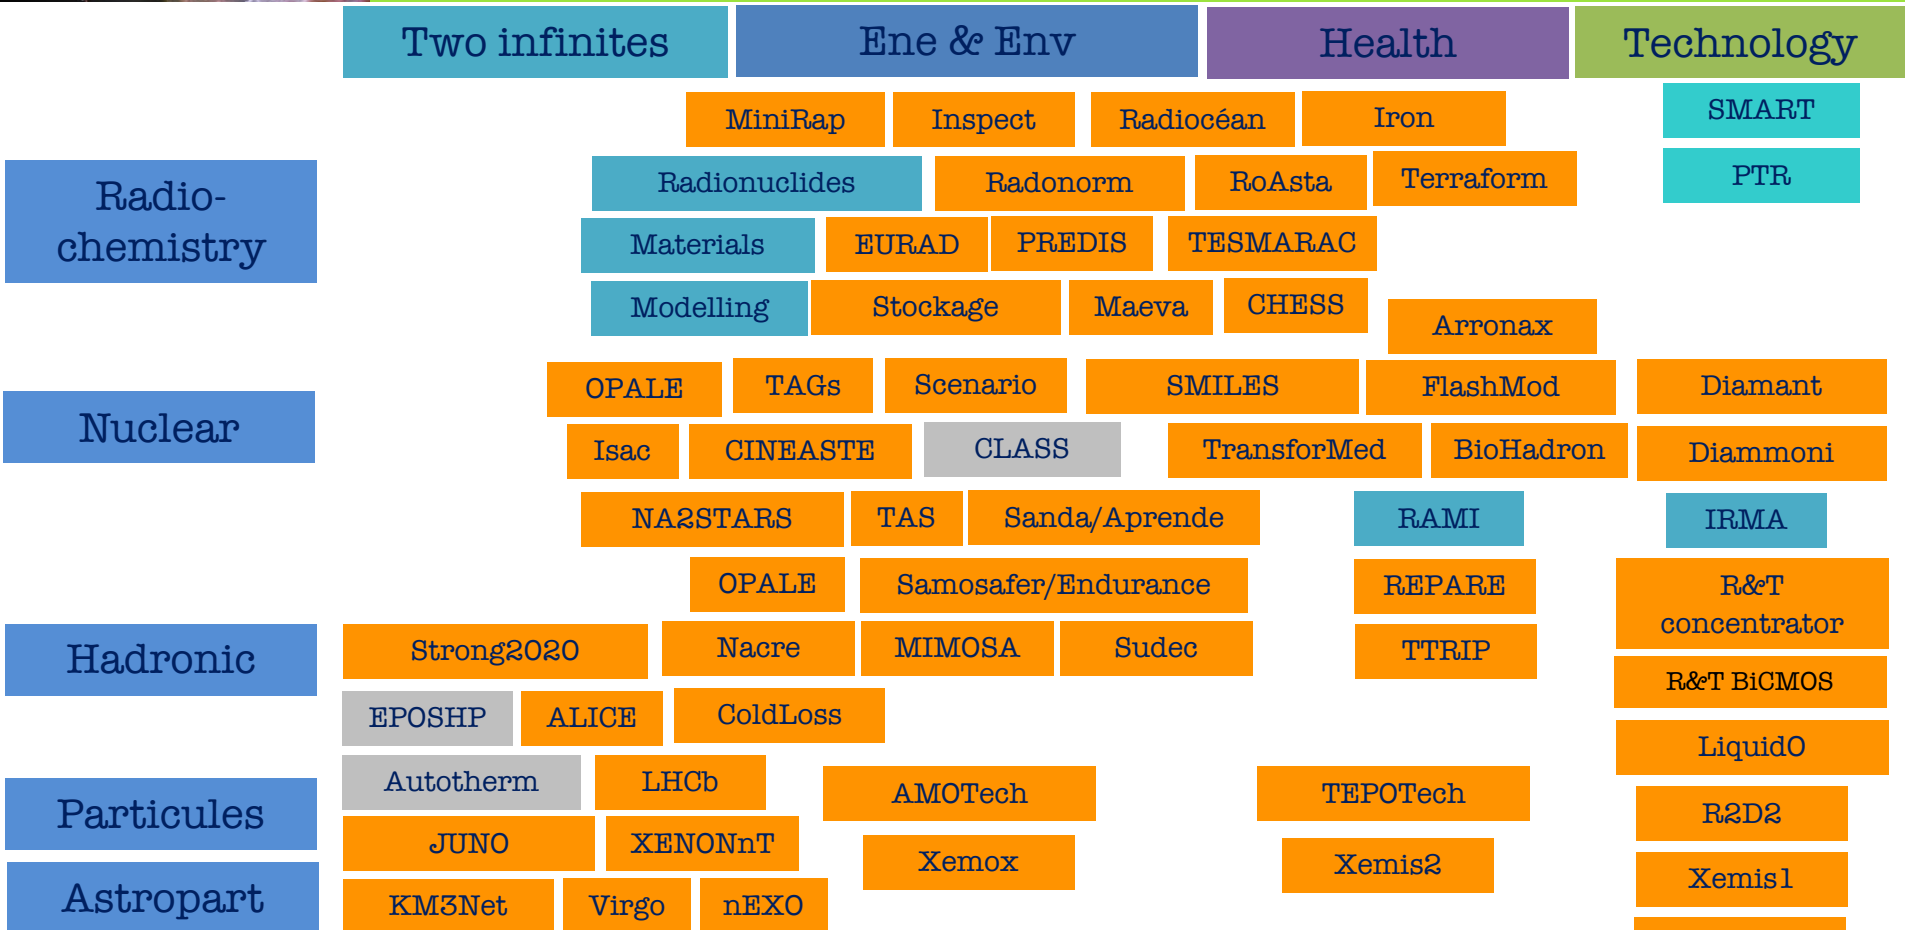 Two infinites
Ene & Env
Health
Technology
MiniRap
Inspect
Radiocéan
Iron
SMART
Radio-
chemistry
Radionuclides
Radonorm
RoAsta
Terraform
PTR
Materials
EURAD
PREDIS
TESMARAC
Modelling
Stockage
Maeva
CHESS
Arronax
Nuclear
OPALE
TAGs
Scenario
SMILES
FlashMod
Diamant
Isac
CINEASTE
CLASS
TransforMed
BioHadron
Diammoni
NA2STARS
TAS
Sanda/Aprende
RAMI
IRMA
OPALE
Samosafer/Endurance
REPARE
R&T
concentrator
Hadronic
Strong2020
Nacre
MIMOSA
Sudec
TTRIP
R&T BiCMOS
EPOSHP
ALICE
ColdLoss
LiquidO
Particules
Autotherm
LHCb
AMOTech
TEPOTech
R2D2
JUNO
XENONnT
Xemox
Xemis2
Xemis1
Astropart
KM3Net
Virgo
nEXO